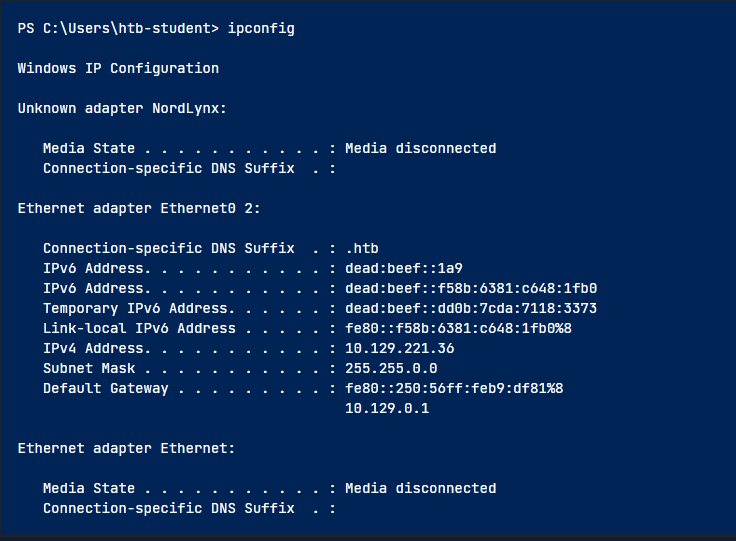 PS C:\Users\htb-student> ipconfig
Windows IP Configuration
Unknown adapter NordLynx:
Media State . . . . . . . . . . . : Media disconnected
Connection-specific DNS Suffix  . :
Ethernet adapter Ethernet0 2:
Connection-specific DNS Suffix  . : .htb
IPv6 Address. . . . . . . . . . . : dead:beef::1a9
IPv6 Address. . . . . . . . . . . : dead:beef::f58b:6381:c648:1fb0
Temporary IPv6 Address. . . . . . : dead:beef::dd0b:7cda:7118:3373
Link-local IPv6 Address . . . . . : fe80::f58b:6381:c648:1fb0%8
IPv4 Address. . . . . . . . . . . : 10.129.221.36
Subnet Mask . . . . . . . . . . . : 255.255.0.0
Default Gateway . . . . . . . . . : fe80::250:56ff:feb9:df81%8
10.129.0.1
Ethernet adapter Ethernet:
Media State . . . . . . . . . . . : Media disconnected
Connection-specific DNS Suffix  . :